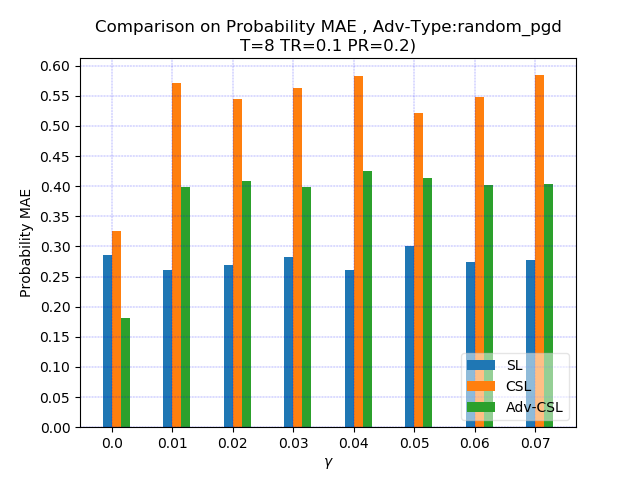 Comparison on Probability MAE , Adv-Type:random_pgd
T=8 TR=0.1 PR=0.2)
0.60
0.55
0.50
0.45
0.40
0.35
0.30
0.25
0.20
0.15
0.10
0.05
0.00
Probability MAE
SL
CSL
Adv-CSL
0.0 0.01 0.02 0.03 0.04 0.05 0.06 0.07
γ